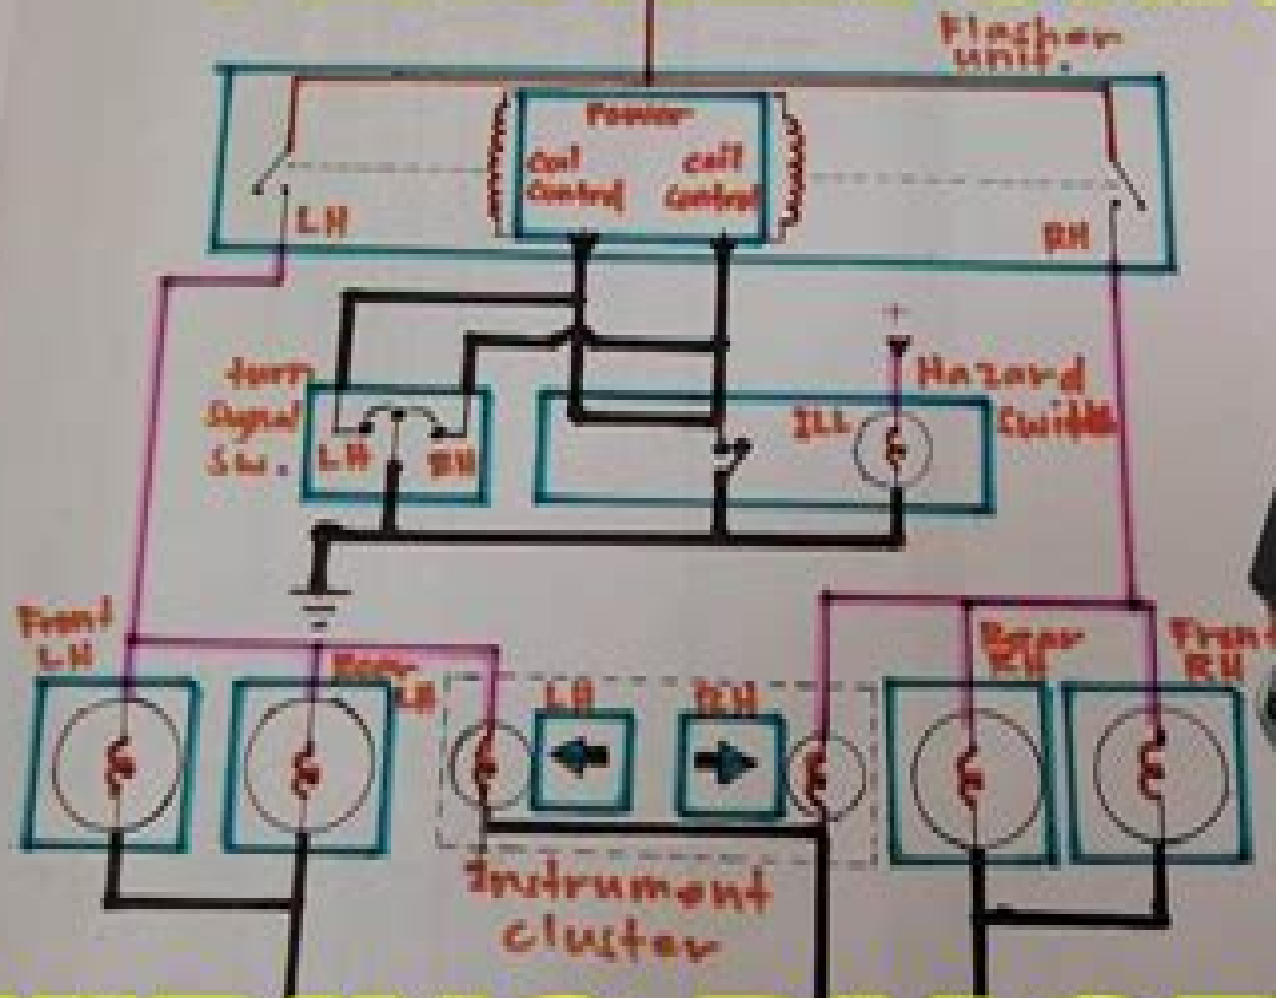 Flasher
unit.
Power
Coil
Control
Coil
Control
LH
RH
+
turn
Signal
Sw.
LH
RH
ILL
Hazard
Switch
Front
LH
Rear
LH
LH
RH
Rear
RH
Front
RH
Instrument
cluster